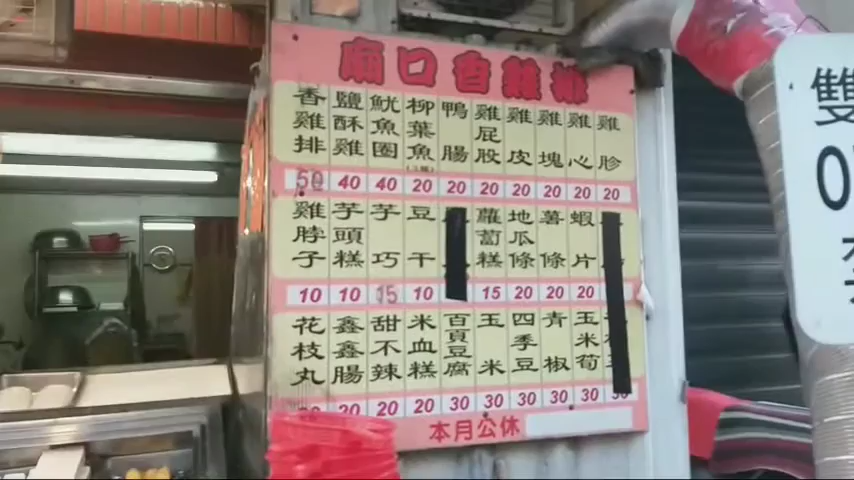 廟口香雞排
香雞排 鹽酥雞 魷魚圈 柳葉魚 鴨腸 雞屁股 雞皮 雞塊 雞心 雞胗
50 40 40 20 20 20 20 20 20 20
雞脖子 芋頭糕 芋巧 豆干 蘿蔔糕 地瓜條 薯條 蝦片
10 10 15 10 15 20 20 20
花枝丸 鑫鑫腸 甜不辣 米血糕 百頁豆腐 玉米 四季豆 青椒 玉米筍
20 20 20 30 30 30 30 30
本月公休
雙